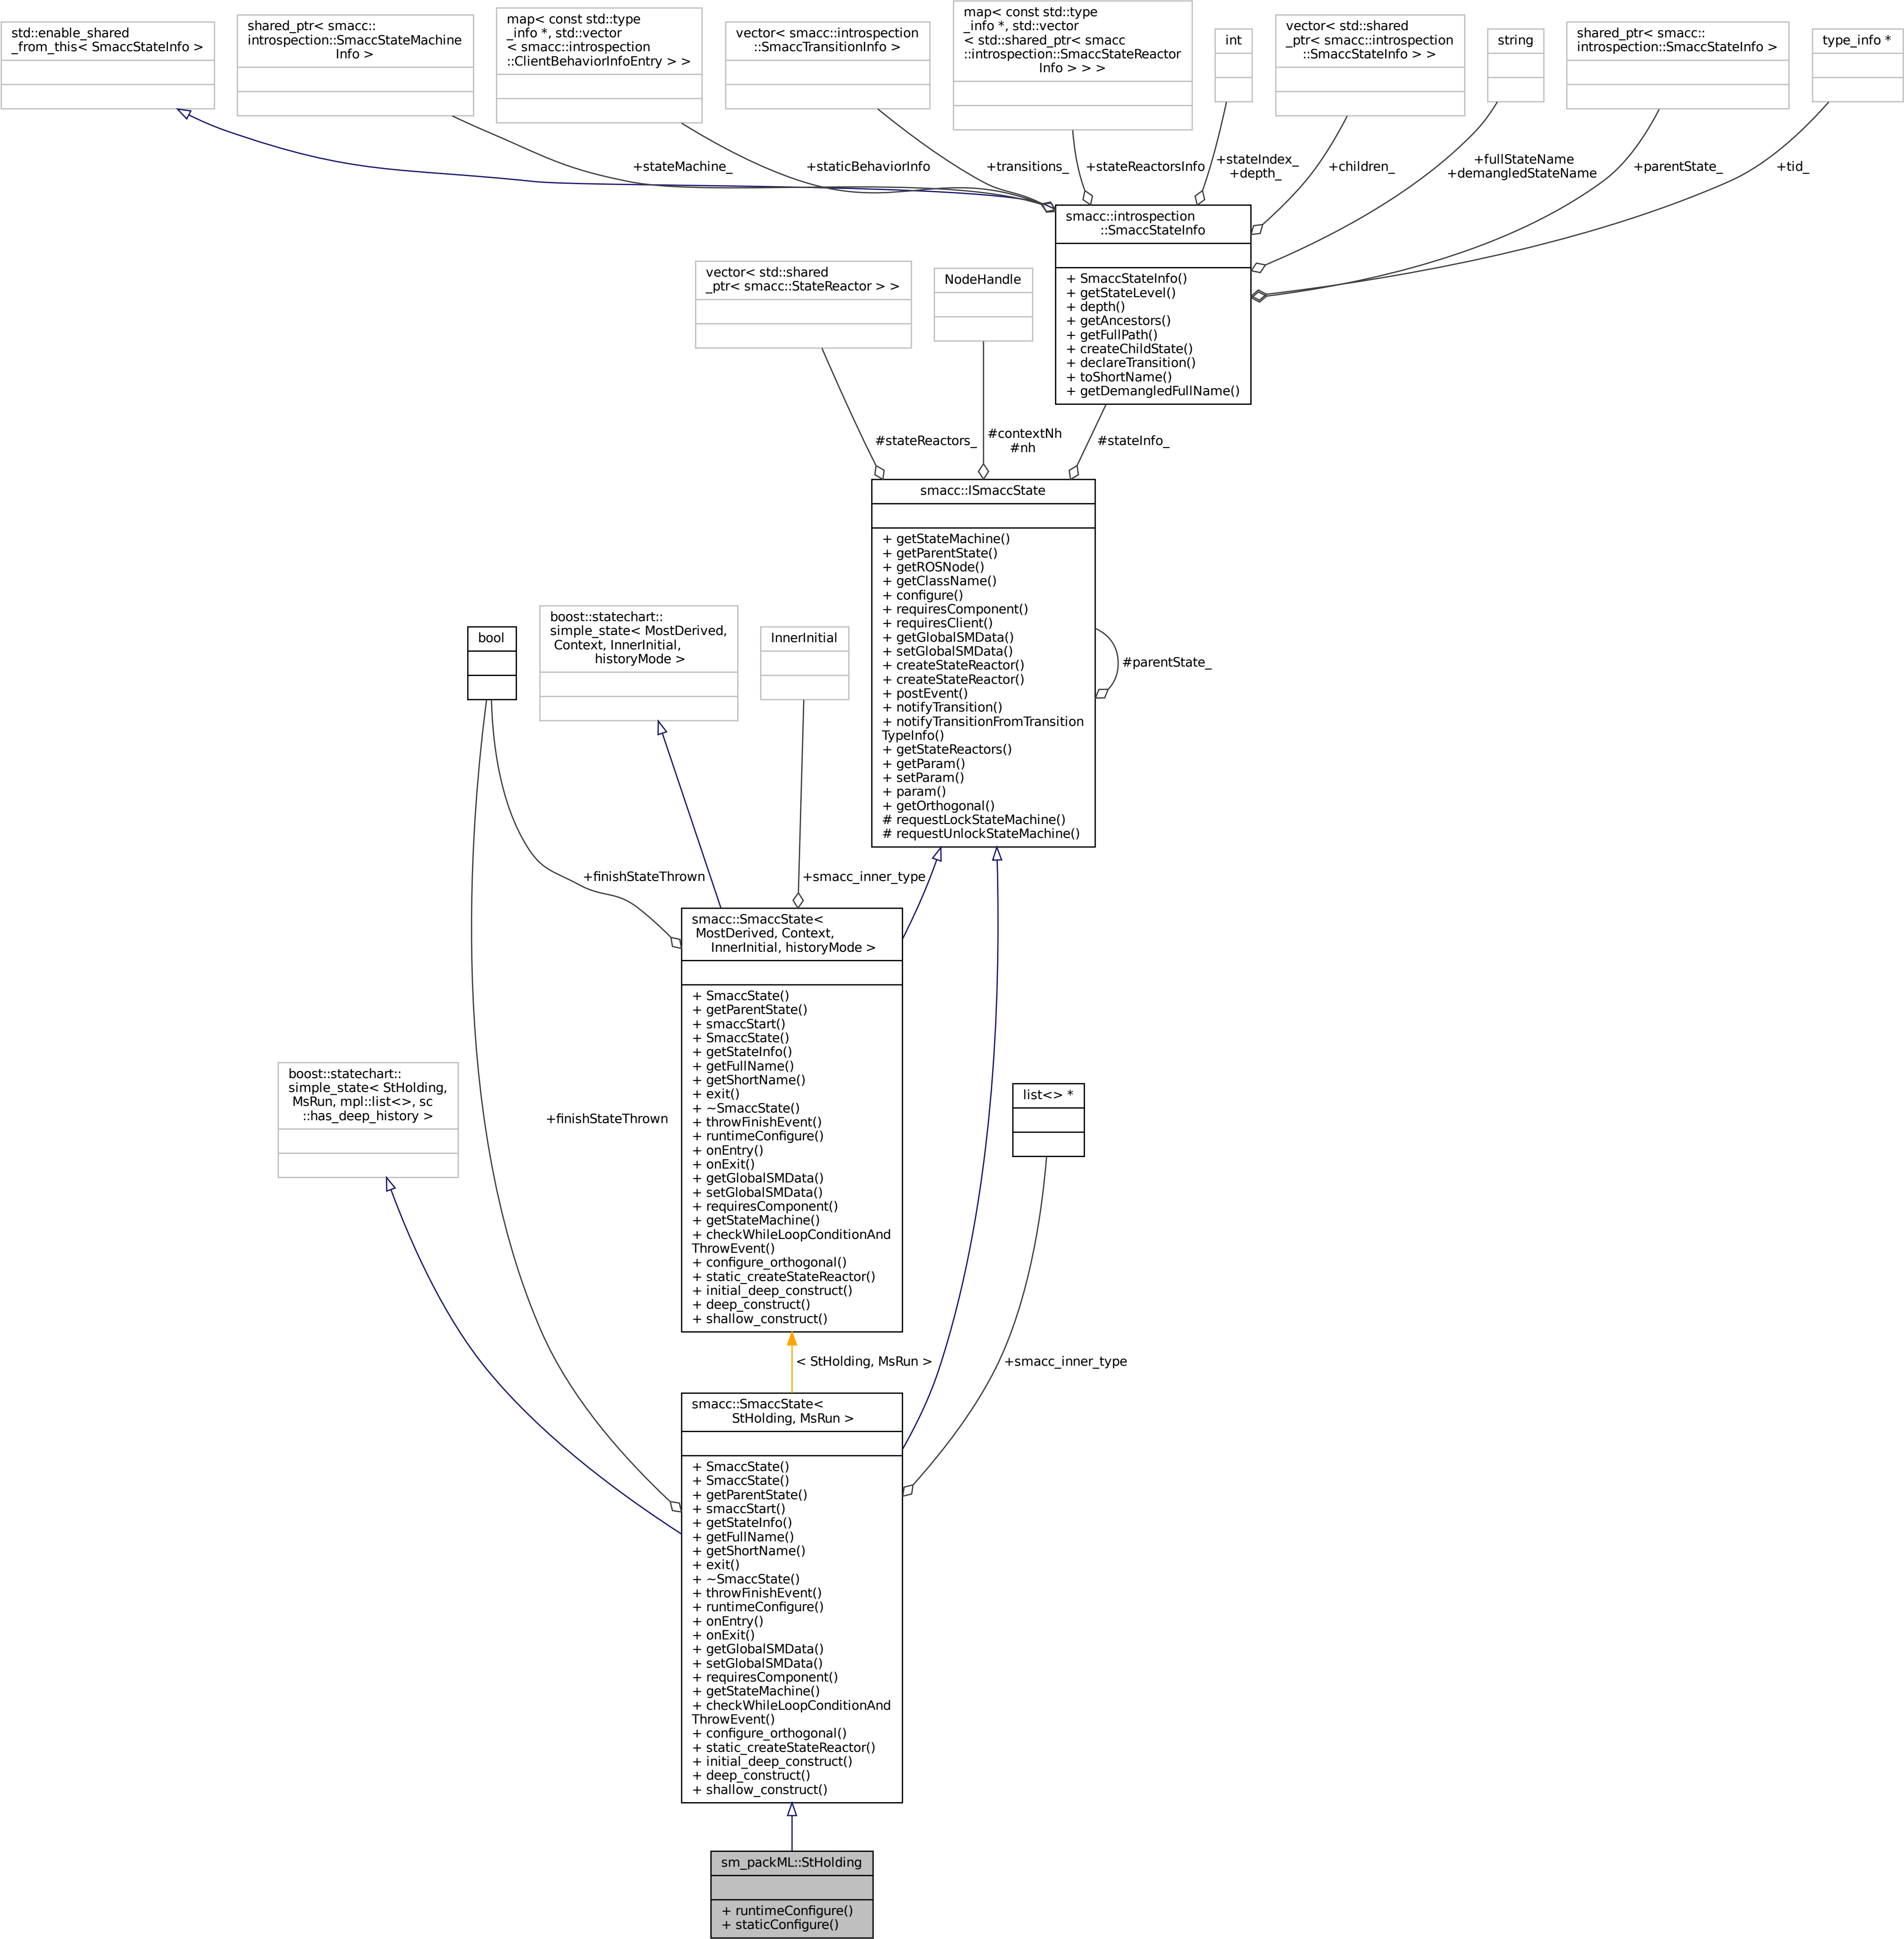 std::enable_shared
_from_this< SmaccStateInfo >
shared_ptr< smacc::
introspection::SmaccStateMachine
Info >
map< const std::type
_info *, std::vector
< smacc::introspection
::ClientBehaviorInfoEntry > >
vector< smacc::introspection
::SmaccTransitionInfo >
map< const std::type
_info *, std::vector
< std::shared_ptr< smacc
::introspection::SmaccStateReactor
Info > > >
int
vector< std::shared
_ptr< smacc::introspection
::SmaccStateInfo > >
string
shared_ptr< smacc::
introspection::SmaccStateInfo >
type_info *
+stateMachine_
+staticBehaviorInfo
+transitions_
+stateReactorsInfo
+stateIndex_
+depth_
+children_
+fullStateName
+demangledStateName
+parentState_
+tid_
smacc::introspection
::SmaccStateInfo
+ SmaccStateInfo()
+ getStateLevel()
+ depth()
+ getAncestors()
+ getFullPath()
+ createChildState()
+ declareTransition()
+ toShortName()
+ getDemangledFullName()
vector< std::shared
_ptr< smacc::StateReactor > >
NodeHandle
#stateReactors_
#contextNh
#nh
#stateInfo_
smacc::ISmaccState
+ getStateMachine()
+ getParentState()
+ getROSNode()
+ getClassName()
+ configure()
+ requiresComponent()
+ requiresClient()
+ getGlobalSMData()
+ setGlobalSMData()
+ createStateReactor()
+ createStateReactor()
+ postEvent()
+ notifyTransition()
+ notifyTransitionFromTransition
TypeInfo()
+ getStateReactors()
+ getParam()
+ setParam()
+ param()
+ getOrthogonal()
# requestLockStateMachine()
# requestUnlockStateMachine()
#parentState_
bool
boost::statechart::
simple_state< MostDerived,
Context, InnerInitial,
historyMode >
InnerInitial
+finishStateThrown
+smacc_inner_type
smacc::SmaccState<
MostDerived, Context,
InnerInitial, historyMode >
+ SmaccState()
+ getParentState()
+ smaccStart()
+ SmaccState()
+ getStateInfo()
+ getFullName()
+ getShortName()
+ exit()
+ ~SmaccState()
+ throwFinishEvent()
+ runtimeConfigure()
+ onEntry()
+ onExit()
+ getGlobalSMData()
+ setGlobalSMData()
+ requiresComponent()
+ getStateMachine()
+ checkWhileLoopConditionAnd
ThrowEvent()
+ configure_orthogonal()
+ static_createStateReactor()
+ initial_deep_construct()
+ deep_construct()
+ shallow_construct()
boost::statechart::
simple_state< StHolding,
MsRun, mpl::list<>, sc
::has_deep_history >
+finishStateThrown
list<> *
< StHolding, MsRun >
+smacc_inner_type
smacc::SmaccState<
StHolding, MsRun >
+ SmaccState()
+ SmaccState()
+ getParentState()
+ smaccStart()
+ getStateInfo()
+ getFullName()
+ getShortName()
+ exit()
+ ~SmaccState()
+ throwFinishEvent()
+ runtimeConfigure()
+ onEntry()
+ onExit()
+ getGlobalSMData()
+ setGlobalSMData()
+ requiresComponent()
+ getStateMachine()
+ checkWhileLoopConditionAnd
ThrowEvent()
+ configure_orthogonal()
+ static_createStateReactor()
+ initial_deep_construct()
+ deep_construct()
+ shallow_construct()
sm_packML::StHolding
+ runtimeConfigure()
+ staticConfigure()